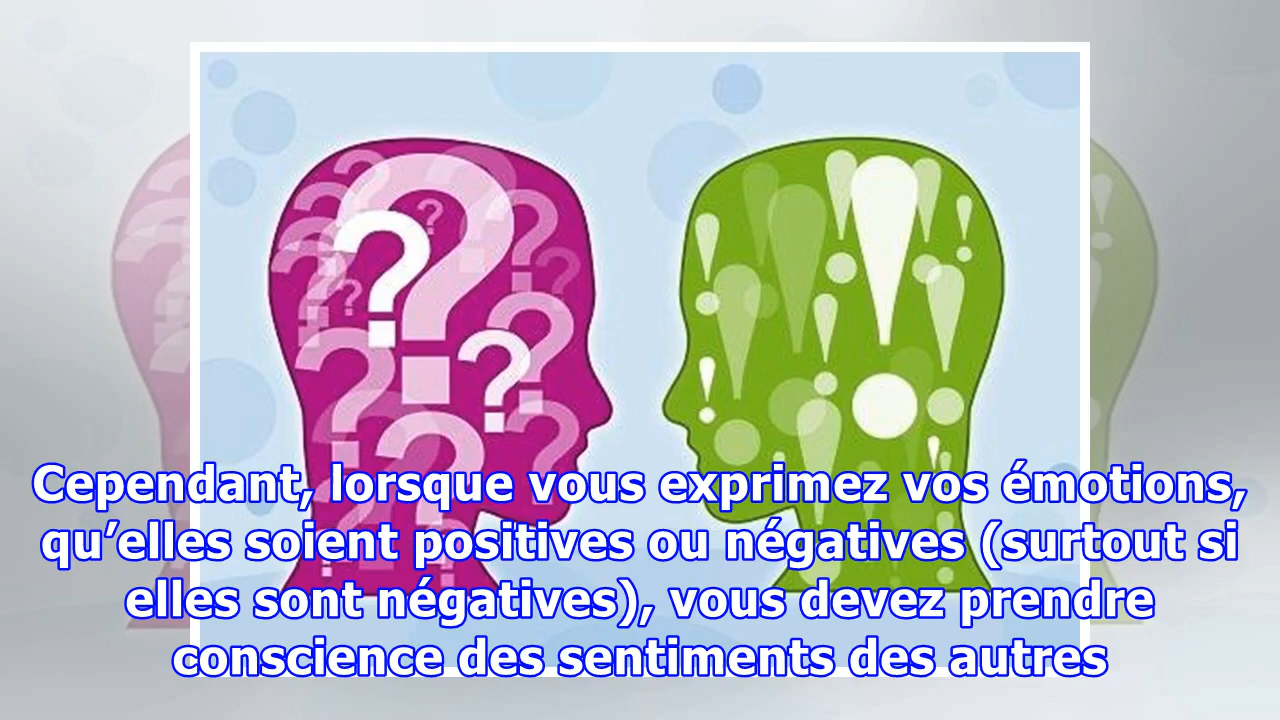 Cependant, lorsque vous exprimez vos émotions,
qu’elles soient positives ou négatives (surtout si
elles sont négatives), vous devez prendre
conscience des sentiments des autres